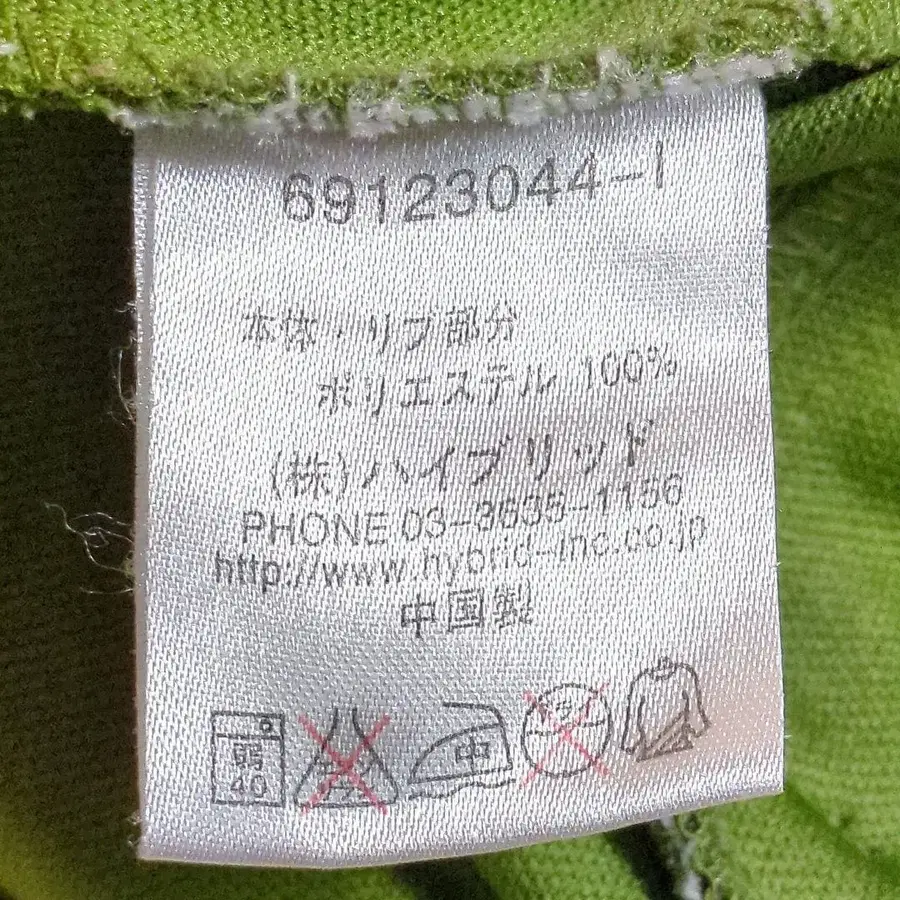 69123044-1
本体・リブ部分
ポリエステル 100%
(株)ハイブリッド
PHONE 03-3635-1156
http://www.hybrid-inc.co.jp
中国製
弱
40
中